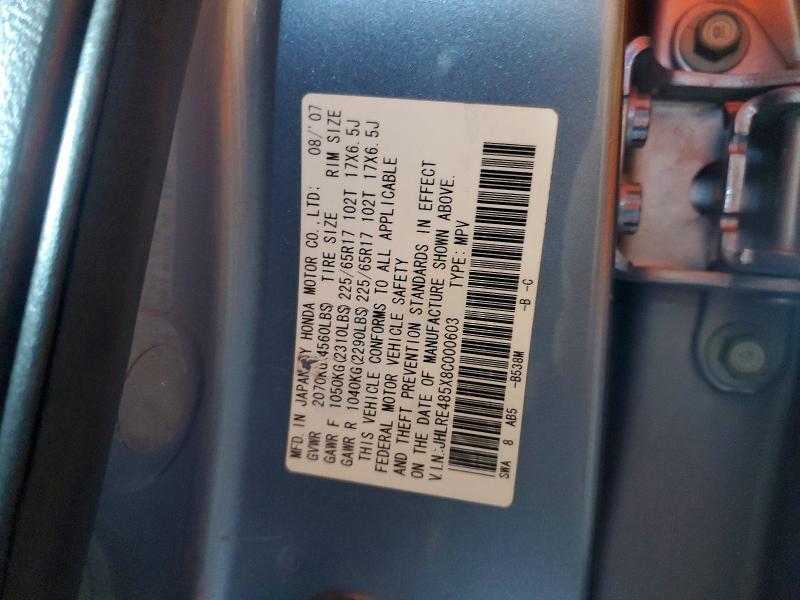 MFD. IN JAPAN BY HONDA MOTOR CO., LTD: 08/'07
GVWR 2070KG(4560LBS) TIRE SIZE RIM SIZE
GAWR F 1050KG(2310LBS) 225/65R17 102T 17X6.5J
GAWR R 1040KG(2290LBS) 225/65R17 102T 17X6.5J
THIS VEHICLE CONFORMS TO ALL APPLICABLE
FEDERAL MOTOR VEHICLE SAFETY
AND THEFT PREVENTION STANDARDS IN EFFECT
ON THE DATE OF MANUFACTURE SHOWN ABOVE.
V.I.N:JHLRE485X8C000603 TYPE: MPV
SWA 8 AB5 -B538M -B -C